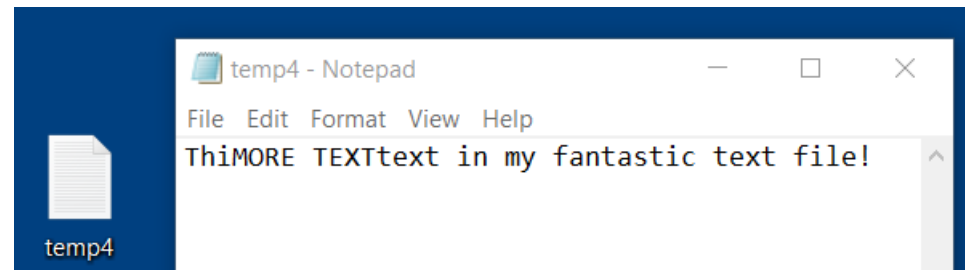 temp4 - Notepad
File Edit Format View Help
ThiMORE TEXTtext in my fantastic text file!
temp4